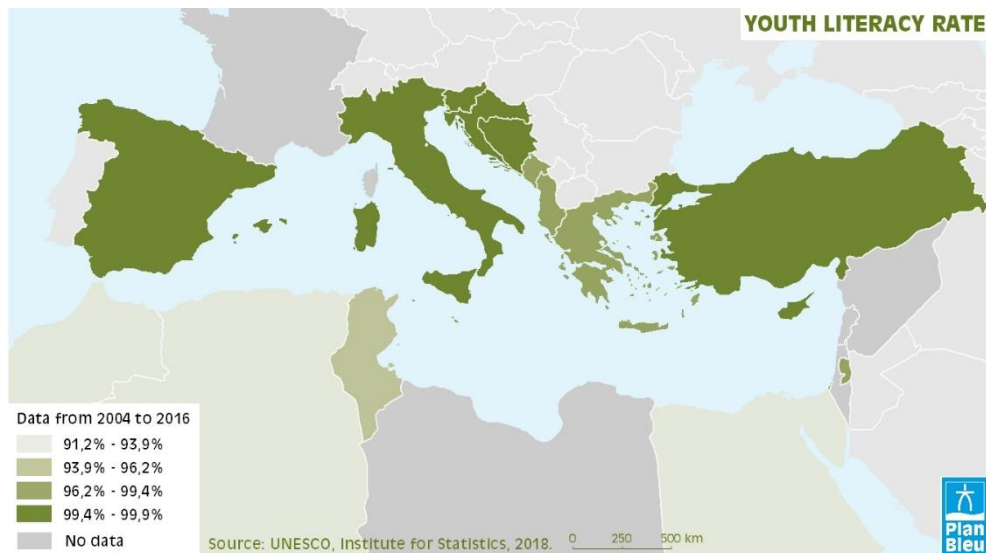 YOUTH LITERACY RATE
Data from 2004 to 2016
91,2% - 93,9%
93,9% - 96,2%
96,2% - 99,4%
99,4% - 99,9%
No data
Source: UNESCO, Institute for Statistics, 2018.
0 250 500 km
Plan
Bleu